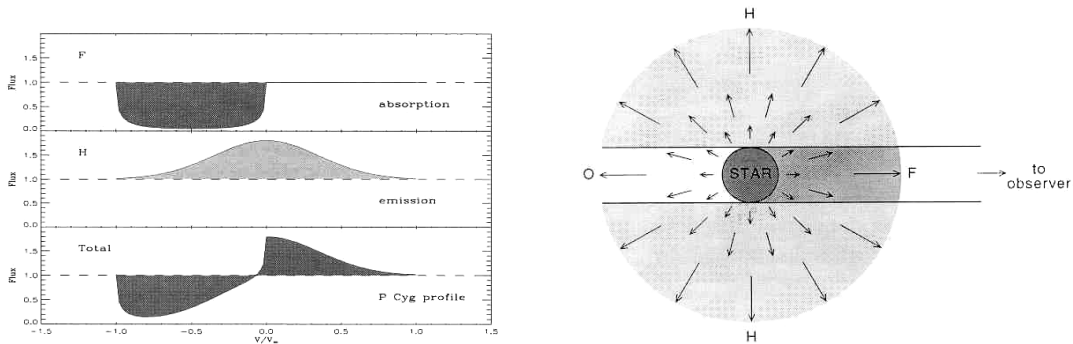 F
Flux
1.5
1.0
0.5
0.0
absorption
H
Flux
1.5
1.0
0.5
0.0
emission
Total
Flux
1.5
1.0
0.5
0.0
P Cyg profile
-1.5 -1.0 -0.5 0.0 0.5 1.0 1.5
V/V∞
H
O
STAR
F
to
observer
H